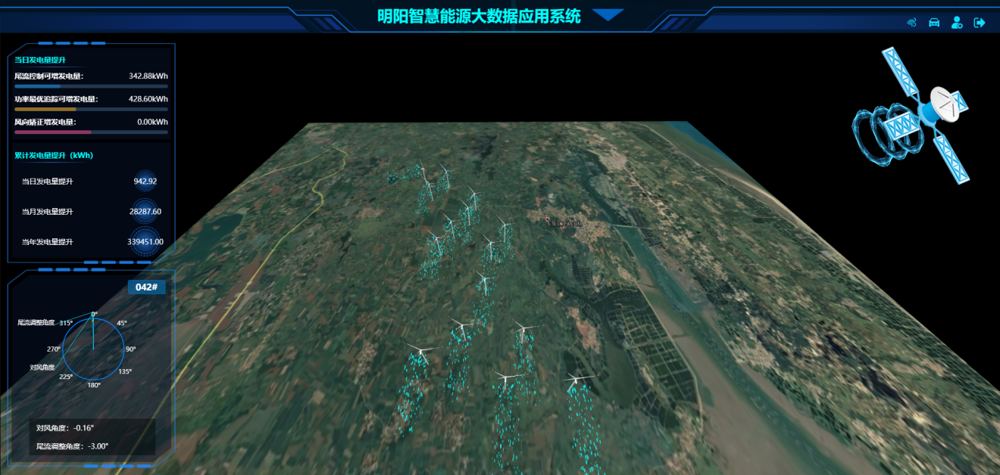 明阳智慧能源大数据应用系统
当日发电量提升
尾流控制可增发电量： 342.88kWh
功率最优追踪可增发电量： 428.60kWh
风向矫正增发电量： 0.00kWh
累计发电量提升（kWh）
当日发电量提升 942.92
当月发电量提升 28287.60
当年发电量提升 339451.00
042#
0°
尾流调整角度 315° 45°
270° 90°
对风角度 225° 135°
180°
对风角度：-0.16°
尾流调整角度：-3.00°